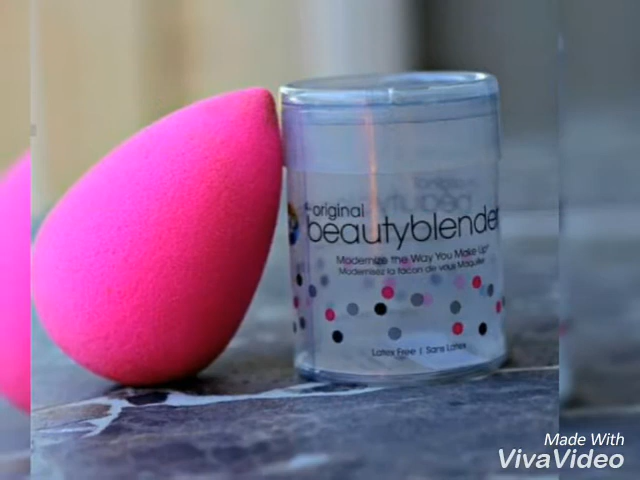 original
beautyblender
Modernize the Way You Make Up
Modernisez la façon de vous Maquiller
Latex Free | Sans Latex
Made With
VivaVideo